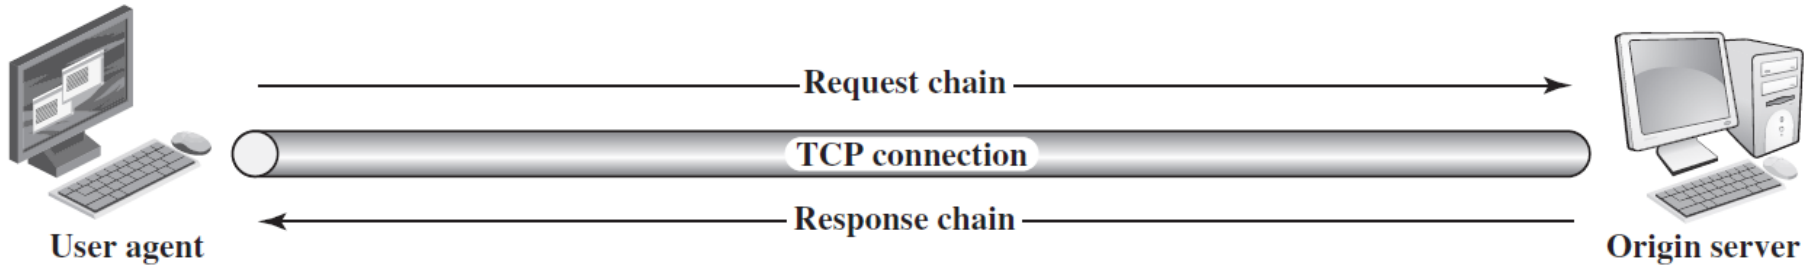 Request chain
TCP connection
Response chain
User agent
Origin server